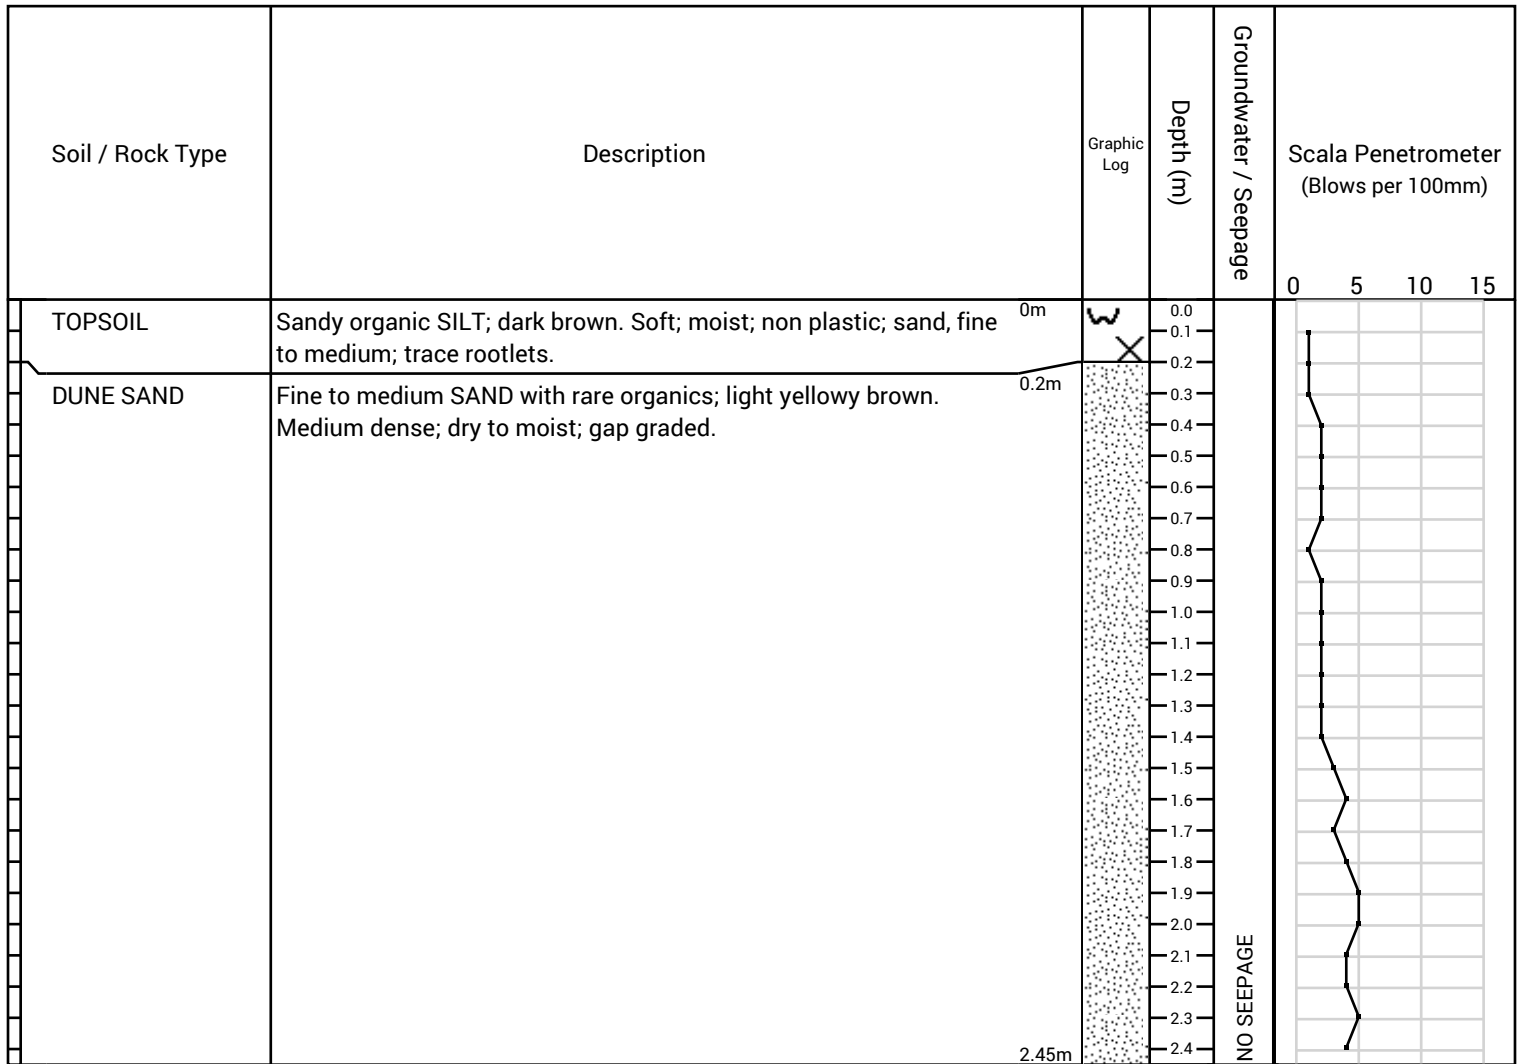 Soil / Rock Type
Description
Graphic
Log
Depth (m)
Groundwater / Seepage
Scala Penetrometer
(Blows per 100mm)
0 5 10 15
TOPSOIL
Sandy organic SILT; dark brown. Soft; moist; non plastic; sand, fine
to medium; trace rootlets.
0m
DUNE SAND
Fine to medium SAND with rare organics; light yellowy brown.
Medium dense; dry to moist; gap graded.
0.2m
2.45m
0.0
0.1
0.2
0.3
0.4
0.5
0.6
0.7
0.8
0.9
1.0
1.1
1.2
1.3
1.4
1.5
1.6
1.7
1.8
1.9
2.0
2.1
2.2
2.3
2.4
NO SEEPAGE